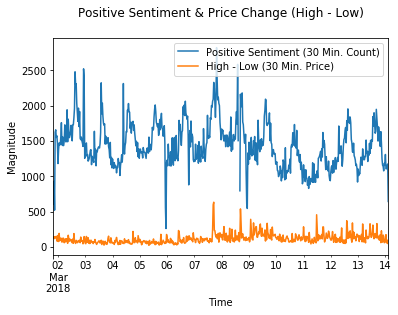 Positive Sentiment & Price Change (High - Low)
Positive Sentiment (30 Min. Count)
High - Low (30 Min. Price)
Magnitude
2500
2000
1500
1000
500
0
02 03 04 05 06 07 08 09 10 11 12 13 14
Mar
2018
Time